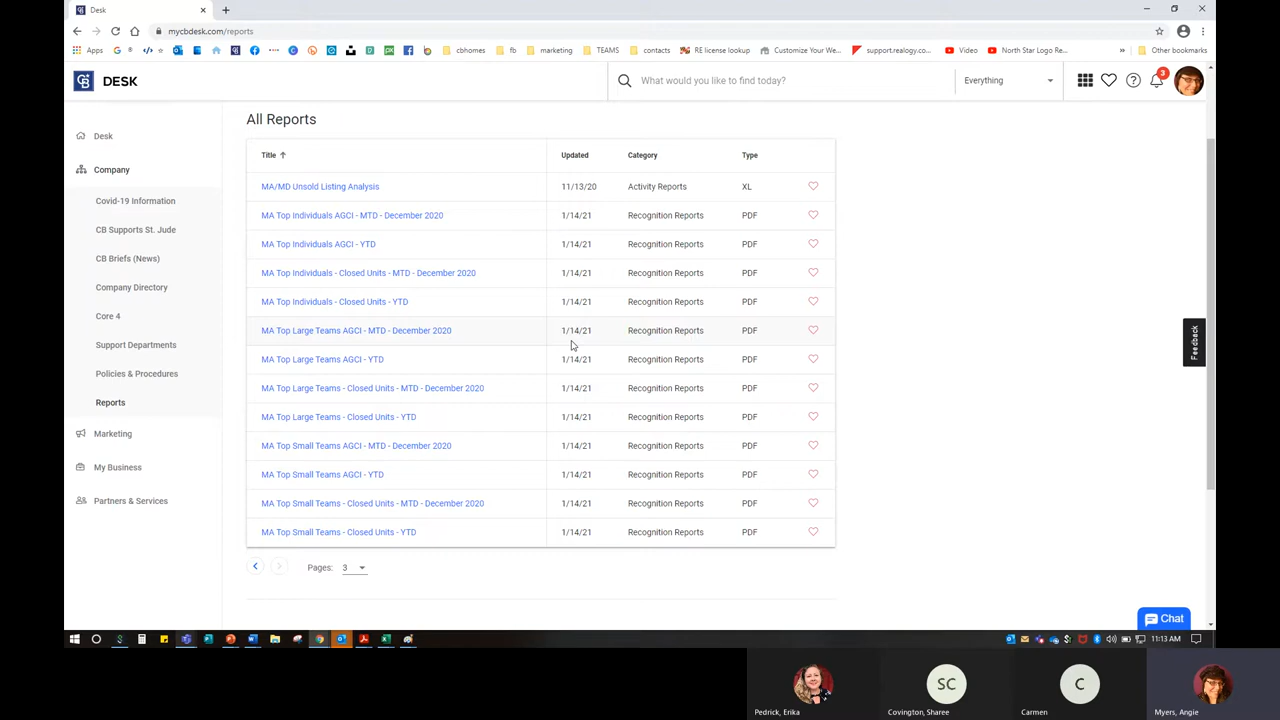 Desk
mycbdesk.com/reports
Apps
cbhomes
fb
marketing
TEAMS
contacts
RE license lookup
Customize Your We...
support.realogy.co...
Video
North Star Logo Re...
Other bookmarks
CB DESK
What would you like to find today?
Everything
3
Desk
Company
Covid-19 Information
CB Supports St. Jude
CB Briefs (News)
Company Directory
Core 4
Support Departments
Policies & Procedures
Reports
Marketing
My Business
Partners & Services
All Reports
Title Updated Category Type
MA/MD Unsold Listing Analysis 11/13/20 Activity Reports XL
MA Top Individuals AGCI - MTD - December 2020 1/14/21 Recognition Reports PDF
MA Top Individuals AGCI - YTD 1/14/21 Recognition Reports PDF
MA Top Individuals - Closed Units - MTD - December 2020 1/14/21 Recognition Reports PDF
MA Top Individuals - Closed Units - YTD 1/14/21 Recognition Reports PDF
MA Top Large Teams AGCI - MTD - December 2020 1/14/21 Recognition Reports PDF
MA Top Large Teams AGCI - YTD 1/14/21 Recognition Reports PDF
MA Top Large Teams - Closed Units - MTD - December 2020 1/14/21 Recognition Reports PDF
MA Top Large Teams - Closed Units - YTD 1/14/21 Recognition Reports PDF
MA Top Small Teams AGCI - MTD - December 2020 1/14/21 Recognition Reports PDF
MA Top Small Teams AGCI - YTD 1/14/21 Recognition Reports PDF
MA Top Small Teams - Closed Units - MTD - December 2020 1/14/21 Recognition Reports PDF
MA Top Small Teams - Closed Units - YTD 1/14/21 Recognition Reports PDF
Pages: 3
Feedback
Chat
11:13 AM
SC
C
Pedrick, Erika
Covington, Sharee
Carmen
Myers, Angie